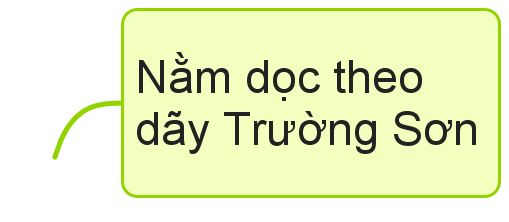 Nằm dọc theo
dãy Trường Sơn